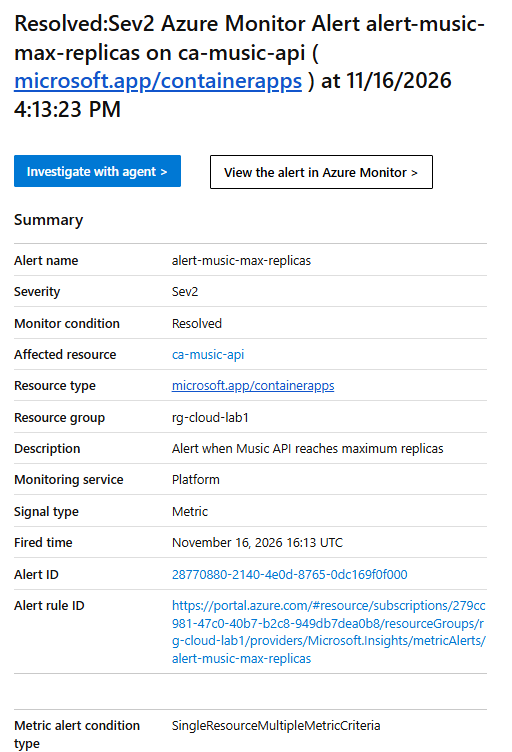 Resolved:Sev2 Azure Monitor Alert alert-music-
max-replicas on ca-music-api (
microsoft.app/containerapps ) at 11/16/2026
4:13:23 PM
Investigate with agent >
View the alert in Azure Monitor >
Summary
Alert name alert-music-max-replicas
Severity Sev2
Monitor condition Resolved
Affected resource ca-music-api
Resource type microsoft.app/containerapps
Resource group rg-cloud-lab1
Description Alert when Music API reaches maximum replicas
Monitoring service Platform
Signal type Metric
Fired time November 16, 2026 16:13 UTC
Alert ID 28770880-2140-4e0d-8765-0dc169f0f000
Alert rule ID https://portal.azure.com/#resource/subscriptions/279cc
981-47c0-40b7-b2c8-949db7dea0b8/resourceGroups/r
g-cloud-lab1/providers/Microsoft.Insights/metricAlerts/
alert-music-max-replicas
Metric alert condition SingleResourceMultipleMetricCriteria
type